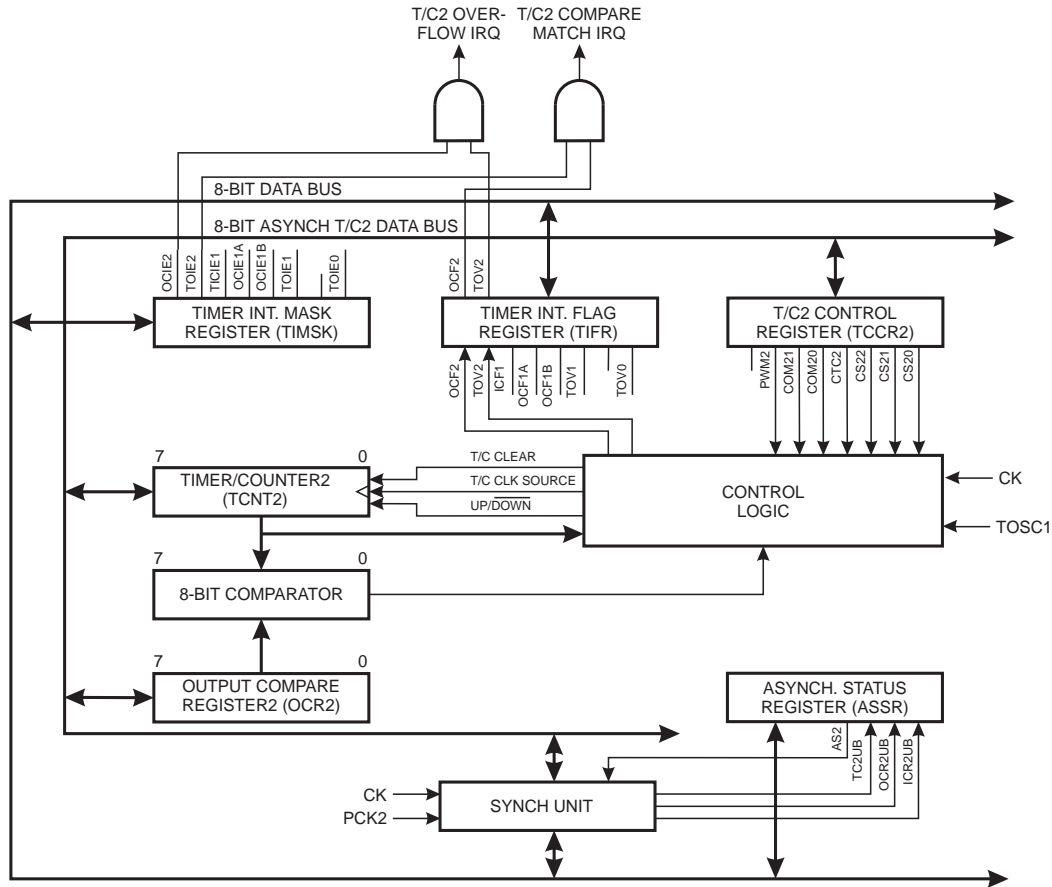 T/C2 OVER-
FLOW IRQ
T/C2 COMPARE
MATCH IRQ
8-BIT DATA BUS
8-BIT ASYNCH T/C2 DATA BUS
OCIE2
TOIE2
TICIE1
OCIE1A
OCIE1B
TOIE1
TOIE0
OCF2
TOV2
TIMER INT. MASK
REGISTER (TIMSK)
TIMER INT. FLAG
REGISTER (TIFR)
T/C2 CONTROL
REGISTER (TCCR2)
OCF2
TOV2
ICF1
OCF1A
OCF1B
TOV1
TOV0
PWM2
COM21
COM20
CTC2
CS22
CS21
CS20
7
0
TIMER/COUNTER2
(TCNT2)
T/C CLEAR
T/C CLK SOURCE
UP/DOWN
CONTROL
LOGIC
CK
TOSC1
7
0
8-BIT COMPARATOR
7
0
OUTPUT COMPARE
REGISTER2 (OCR2)
ASYNCH. STATUS
REGISTER (ASSR)
AS2
TC2UB
OCR2UB
ICR2UB
CK
PCK2
SYNCH UNIT